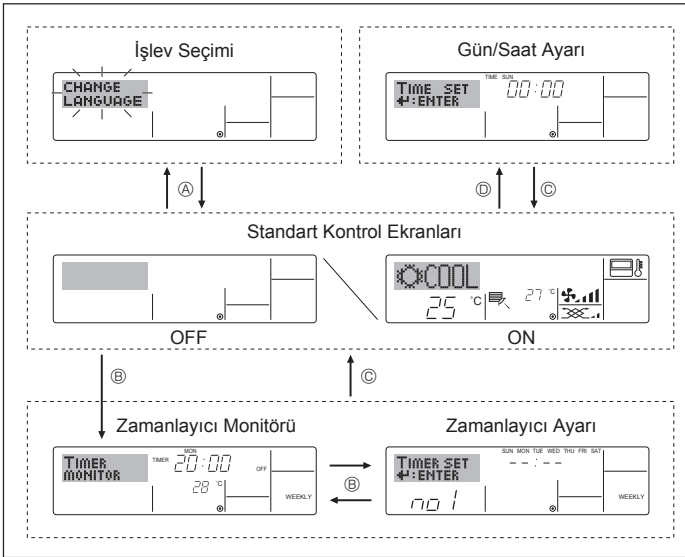 İşlev Seçimi
CHANGE
LANGUAGE
Gün/Saat Ayarı
TIME SET
:ENTER
TIME SUN
00:00
Ⓐ
Ⓓ
Ⓒ
Standart Kontrol Ekranları
OFF
COOL
25 °C
27 °C
ON
Ⓑ
Ⓒ
Zamanlayıcı Monitörü
TIMER
MONITOR
MON
TIMER 20:00 OFF
28 °C
WEEKLY
Ⓑ
Zamanlayıcı Ayarı
TIMER SET
:ENTER
SUN MON TUE WED THU FRI SAT
--:--
no 1
WEEKLY